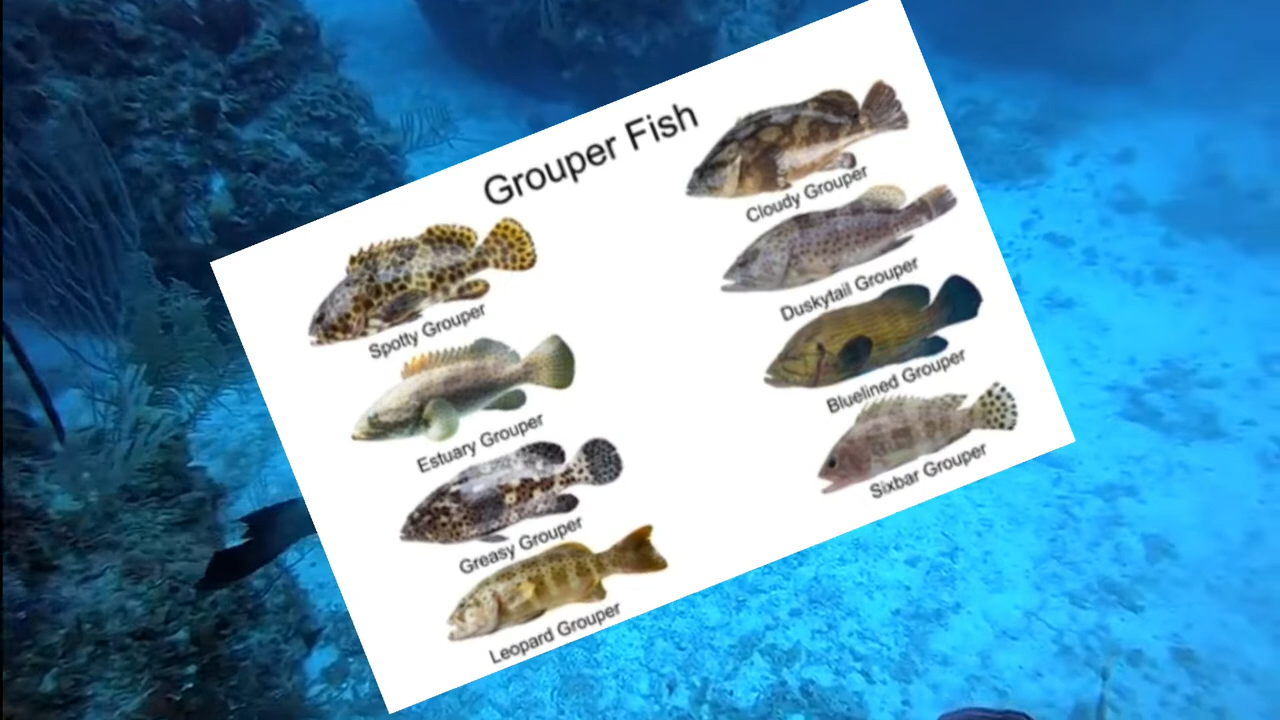 Grouper Fish
Spotty Grouper
Estuary Grouper
Greasy Grouper
Leopard Grouper
Cloudy Grouper
Duskytail Grouper
Bluelined Grouper
Sixbar Grouper